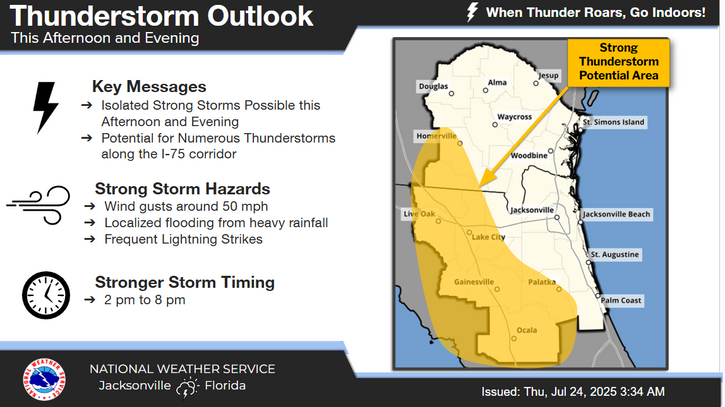 Thunderstorm Outlook
This Afternoon and Evening
When Thunder Roars, Go Indoors!
Key Messages
➔ Isolated Strong Storms Possible this
Afternoon and Evening
➔ Potential for Numerous Thunderstorms
along the I-75 corridor
Strong Storm Hazards
➔ Wind gusts around 50 mph
➔ Localized flooding from heavy rainfall
➔ Frequent Lightning Strikes
Stronger Storm Timing
➔ 2 pm to 8 pm
Strong
Thunderstorm
Potential Area
Jesup
Alma
Douglas
Waycross
St. Simons Island
Homerville
Woodbine
Live Oak
Jacksonville
Jacksonville Beach
Lake City
St. Augustine
Gainesville
Palatka
Palm Coast
Ocala
NATIONAL WEATHER SERVICE
NATIONAL WEATHER SERVICE
Jacksonville Florida
Issued: Thu, Jul 24, 2025 3:34 AM